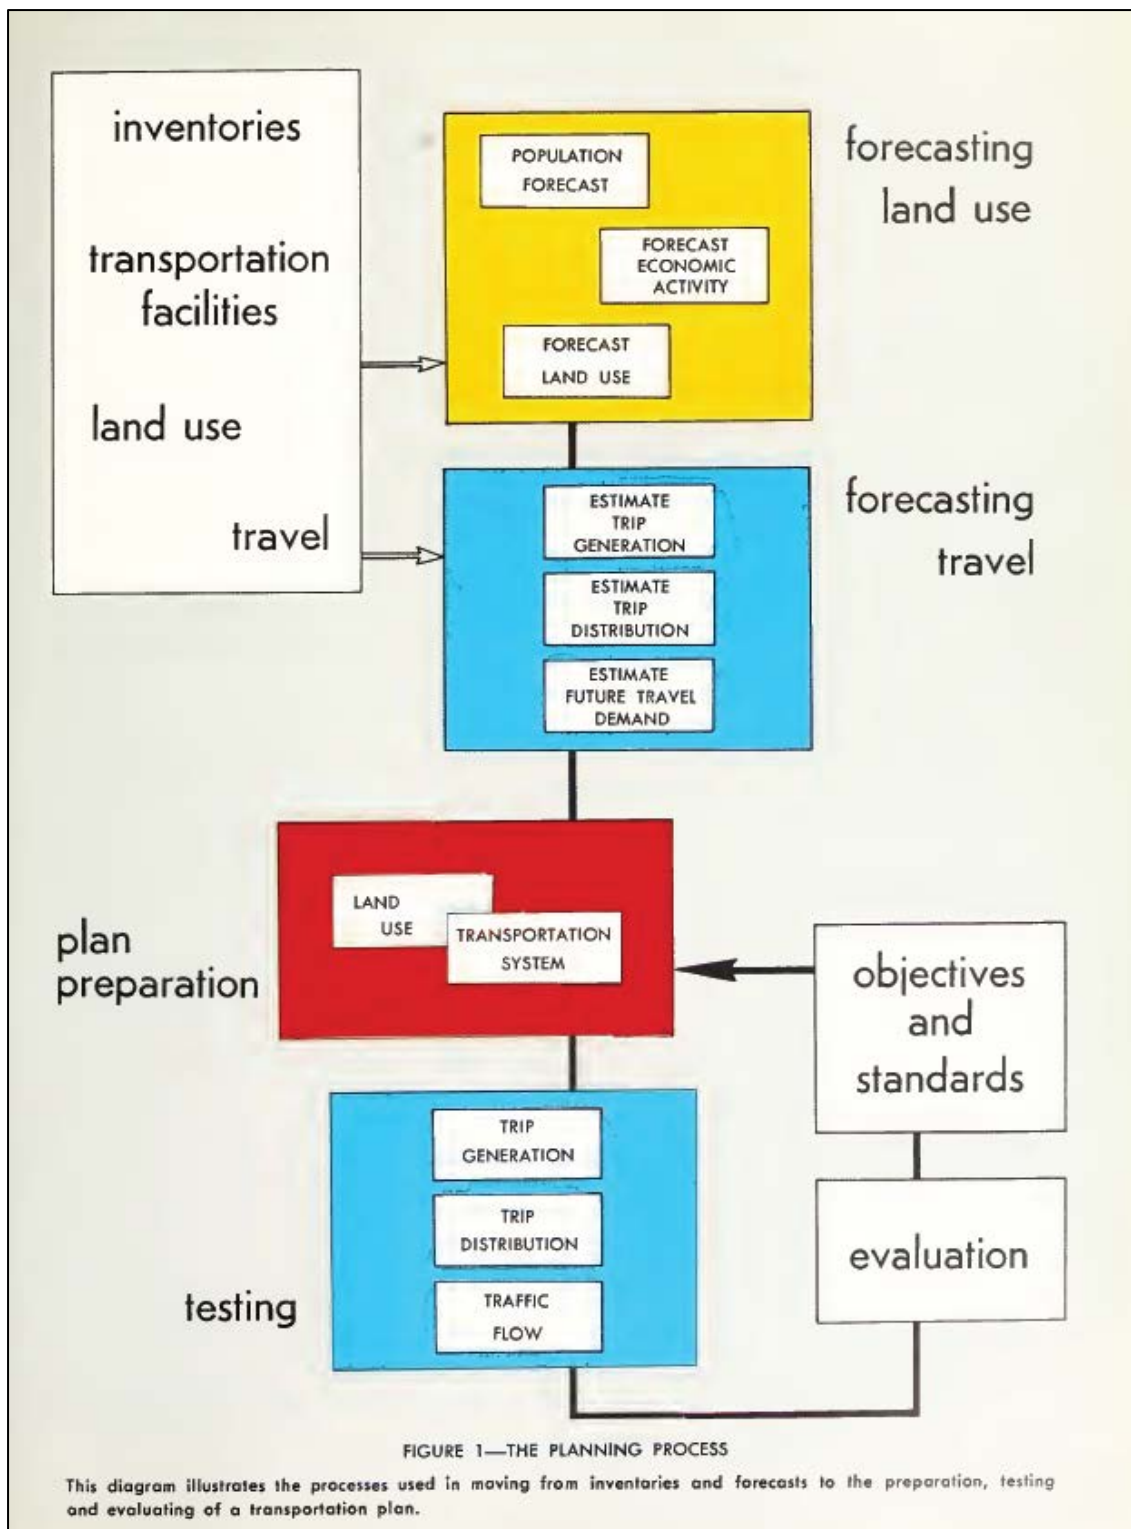 inventories
transportation
facilities
land use
travel
POPULATION
FORECAST
FORECAST
ECONOMIC
ACTIVITY
FORECAST
LAND USE
forecasting
land use
ESTIMATE
TRIP
GENERATION
ESTIMATE
TRIP
DISTRIBUTION
ESTIMATE
FUTURE TRAVEL
DEMAND
forecasting
travel
plan
preparation
LAND
USE
TRANSPORTATION
SYSTEM
objectives
and
standards
testing
TRIP
GENERATION
TRIP
DISTRIBUTION
TRAFFIC
FLOW
evaluation
FIGURE 1—THE PLANNING PROCESS
This diagram illustrates the processes used in moving from inventories and forecasts to the preparation, testing
and evaluating of a transportation plan.